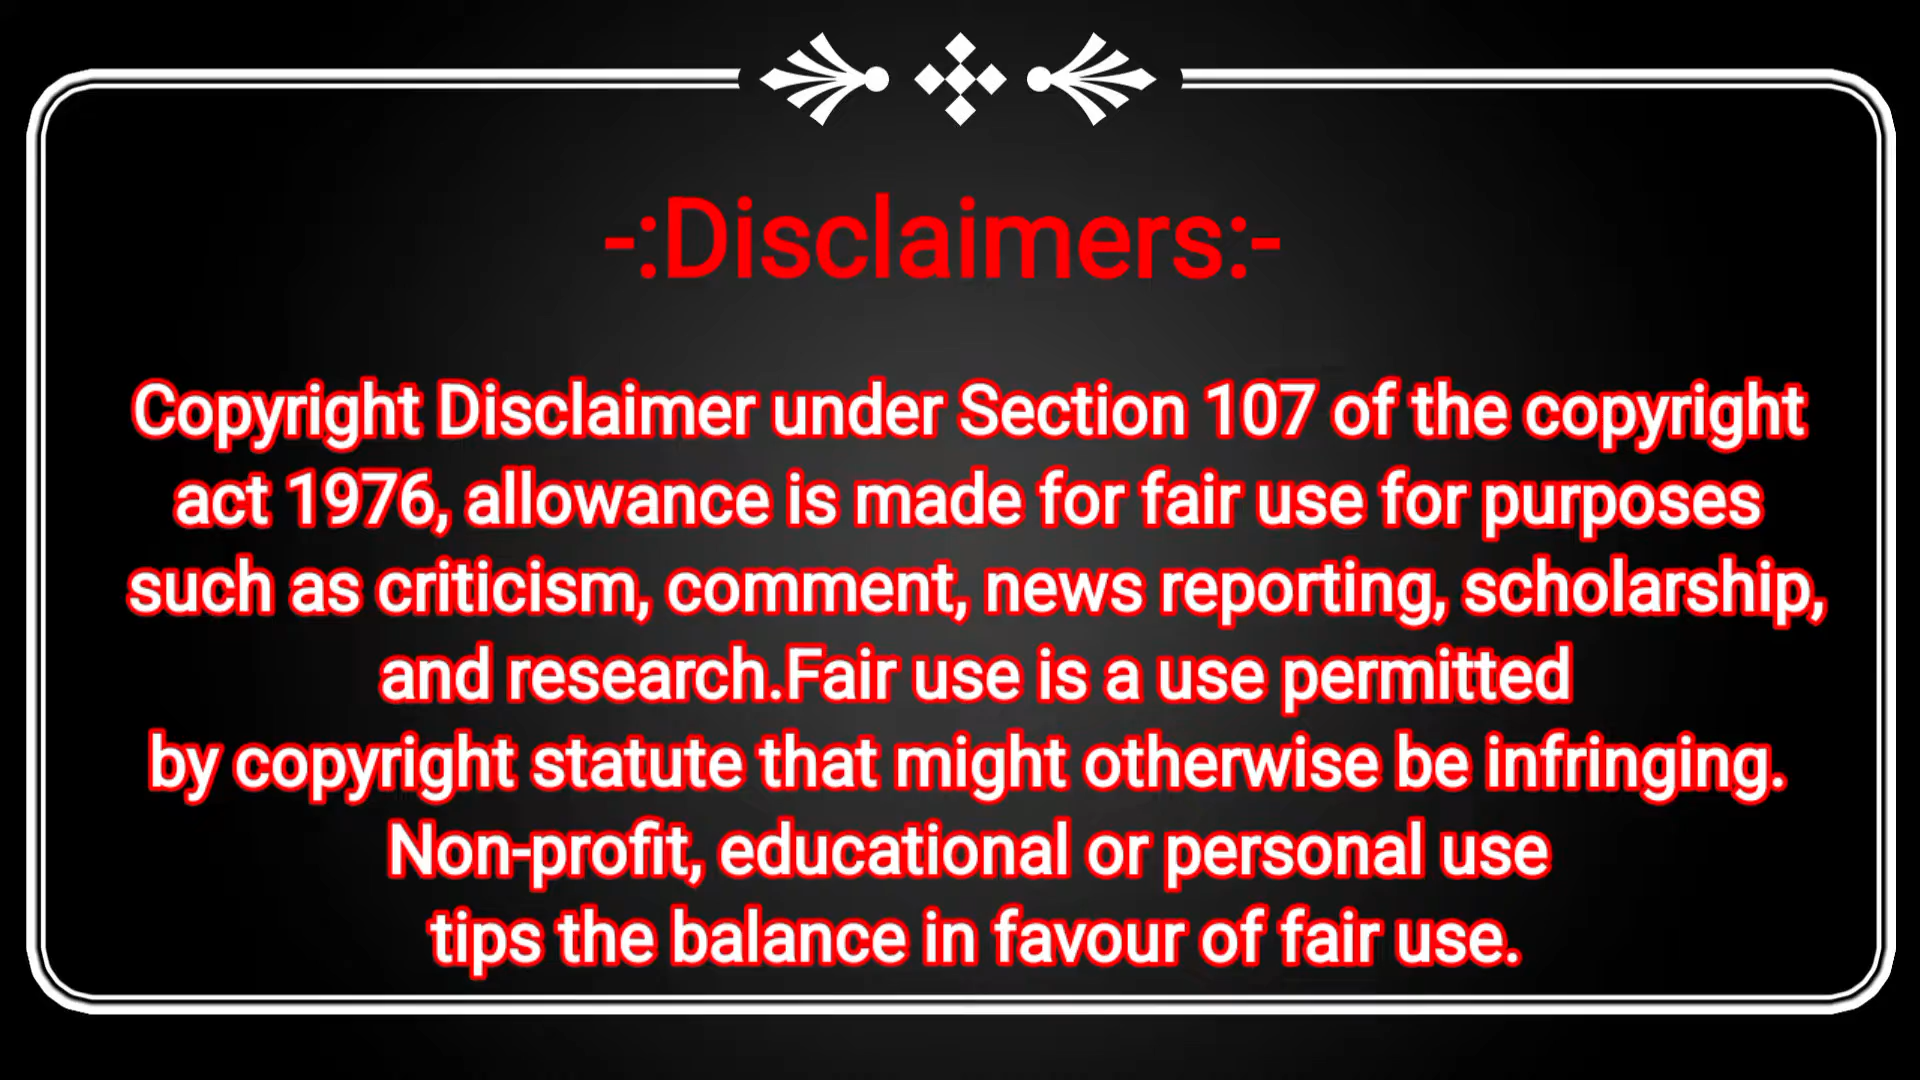 -:Disclaimers:-
Copyright Disclaimer under Section 107 of the copyright
act 1976, allowance is made for fair use for purposes
such as criticism, comment, news reporting, scholarship,
and research.Fair use is a use permitted
by copyright statute that might otherwise be infringing.
Non-profit, educational or personal use
tips the balance in favour of fair use.